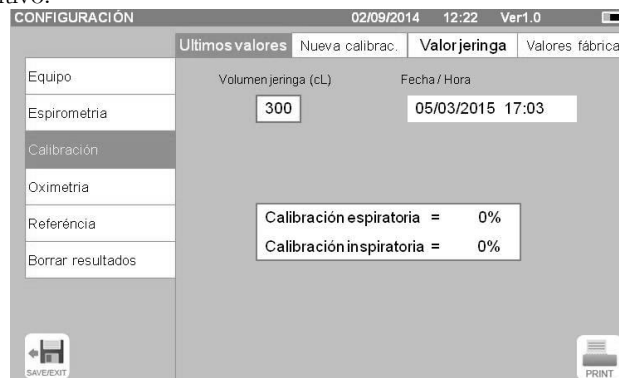 CONFIGURACIÓN 02/09/2014 12:22 Ver1.0
Ultimos valores Nueva calibrac. Valor jeringa Valores fábrica
Equipo
Espirometria
Calibración
Oximetria
Referéncia
Borrar resultados
Volumen jeringa (cL) Fecha / Hora
300 05/03/2015 17:03
Calibración espiratoria = 0%
Calibración inspiratoria = 0%
SAVE/EXIT
PRINT